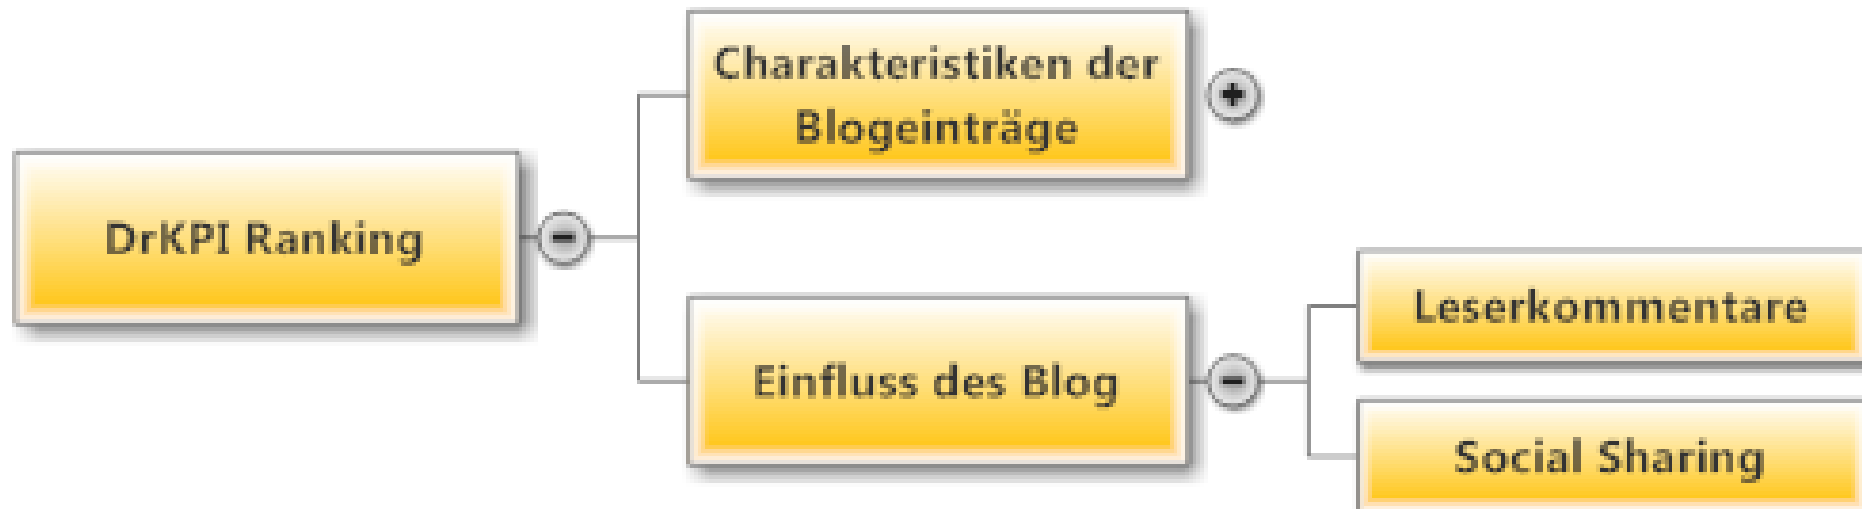 Charakteristiken der
Blogeinträge
DrKPI Ranking
Einfluss des Blog
Leserkommentare
Social Sharing